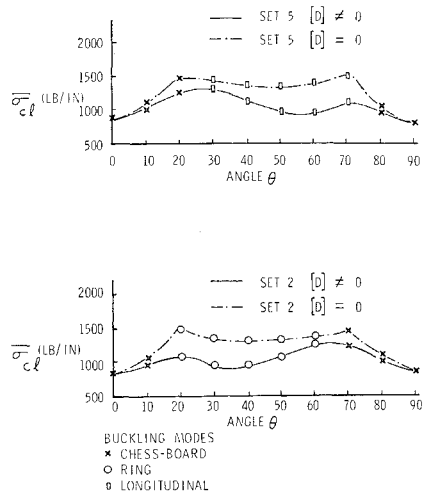 SET 5 [D] ≠ 0
SET 5 [D] = 0
2000
1500
1000
500
σcl (LB/IN)
0 10 20 30 40 50 60 70 80 90
ANGLE θ
SET 2 [D] ≠ 0
SET 2 [D] = 0
2000
1500
1000
500
σcl (LB/IN)
0 10 20 30 40 50 60 70 80 90
ANGLE θ
BUCKLING MODES
× CHESS-BOARD
○ RING
▯ LONGITUDINAL